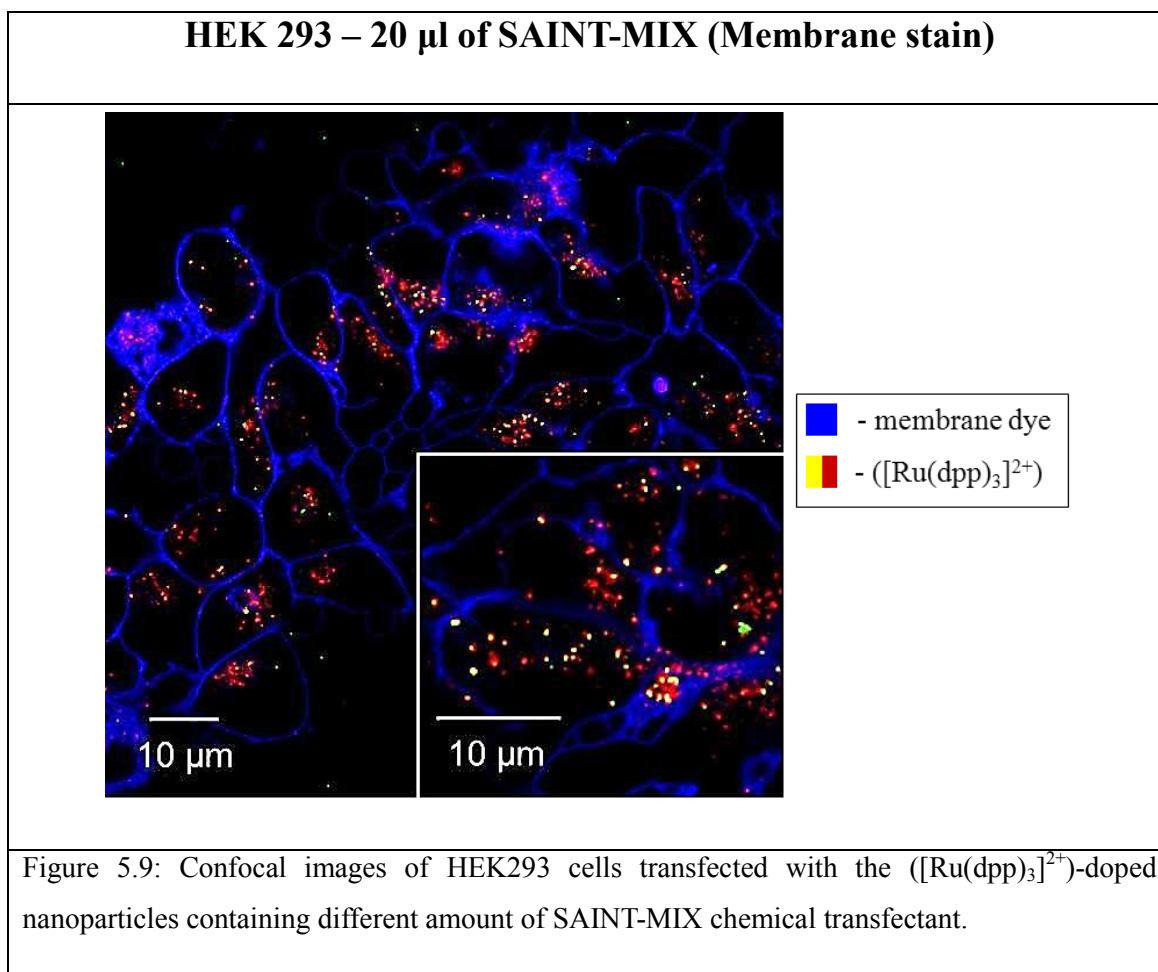 HEK 293 – 20 μl of SAINT-MIX (Membrane stain)
- membrane dye
- ([Ru(dpp)₃]²⁺)
10 μm
10 μm
Figure 5.9: Confocal images of HEK293 cells transfected with the ([Ru(dpp)₃]²⁺)-doped
nanoparticles containing different amount of SAINT-MIX chemical transfectant.